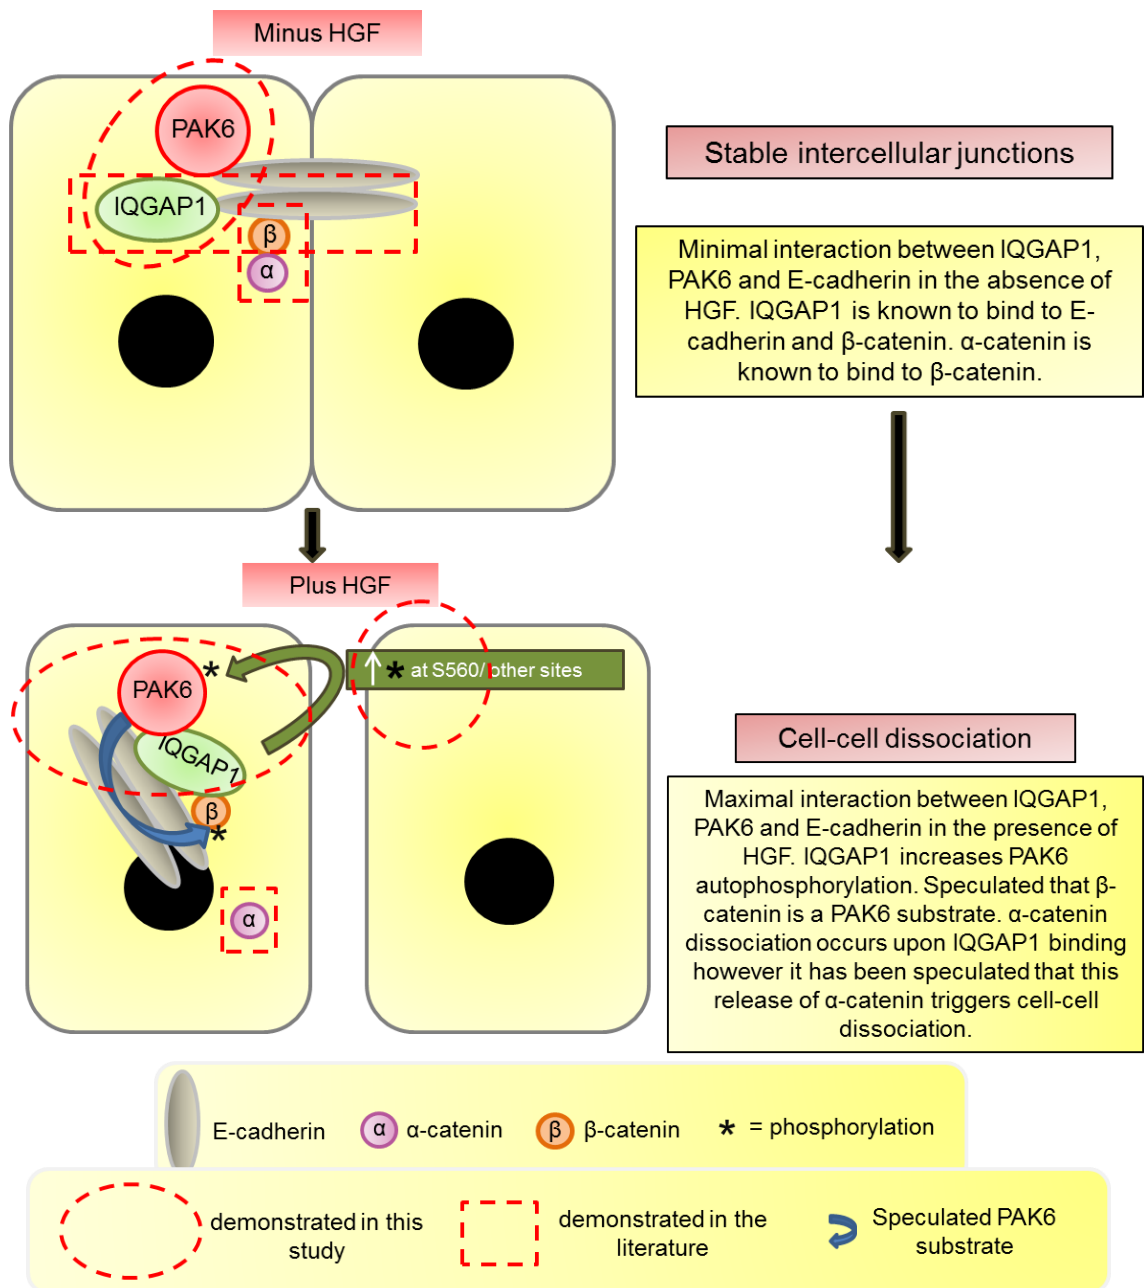 Minus HGF
PAK6
IQGAP1
β
α
Stable intercellular junctions
Minimal interaction between IQGAP1,
PAK6 and E-cadherin in the absence of
HGF. IQGAP1 is known to bind to E-
cadherin and β-catenin. α-catenin is
known to bind to β-catenin.
Plus HGF
PAK6
*
* at S560/ other sites
IQGAP1
β
*
α
Cell-cell dissociation
Maximal interaction between IQGAP1,
PAK6 and E-cadherin in the presence of
HGF. IQGAP1 increases PAK6
autophosphorylation. Speculated that β-
catenin is a PAK6 substrate. α-catenin
dissociation occurs upon IQGAP1 binding
however it has been speculated that this
release of α-catenin triggers cell-cell
dissociation.
E-cadherin
α α-catenin
β β-catenin
* = phosphorylation
demonstrated in this
study
demonstrated in the
literature
Speculated PAK6
substrate